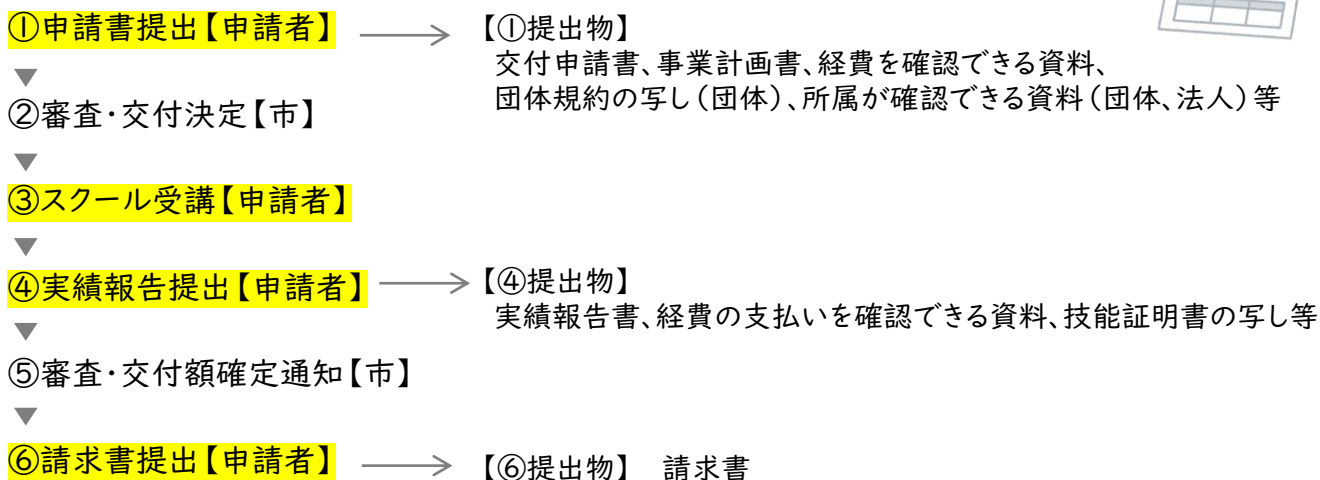 ①申請書提出【申請者】 → 【①提出物】
交付申請書、事業計画書、経費を確認できる資料、
団体規約の写し（団体）、所属が確認できる資料（団体、法人）等
▼
②審査・交付決定【市】
▼
③スクール受講【申請者】
▼
④実績報告提出【申請者】 → 【④提出物】
実績報告書、経費の支払いを確認できる資料、技能証明書の写し等
▼
⑤審査・交付額確定通知【市】
▼
⑥請求書提出【申請者】 → 【⑥提出物】 請求書